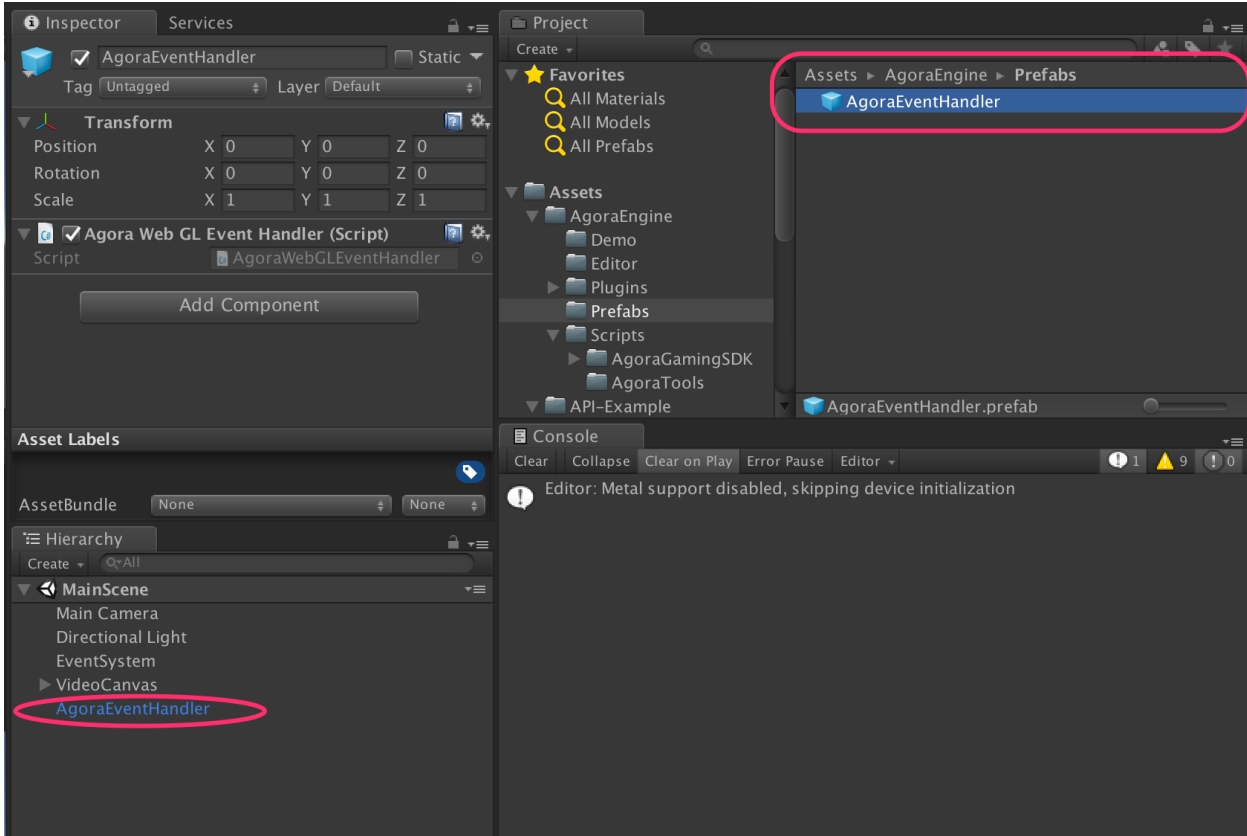 Inspector Services
AgoraEventHandler Static
Tag Untagged Layer Default
Transform
Position X 0 Y 0 Z 0
Rotation X 0 Y 0 Z 0
Scale X 1 Y 1 Z 1
Agora Web GL Event Handler (Script)
Script AgoraWebGLEventHandler
Add Component
Asset Labels
AssetBundle None None
Hierarchy
Create All
MainScene
Main Camera
Directional Light
EventSystem
VideoCanvas
AgoraEventHandler
Project
Create
Favorites
All Materials
All Models
All Prefabs
Assets
AgoraEngine
Demo
Editor
Plugins
Prefabs
Scripts
AgoraGamingSDK
AgoraTools
API-Example
Assets ▸ AgoraEngine ▸ Prefabs
AgoraEventHandler
AgoraEventHandler.prefab
Console
Clear Collapse Clear on Play Error Pause Editor 1 9 0
Editor: Metal support disabled, skipping device initialization